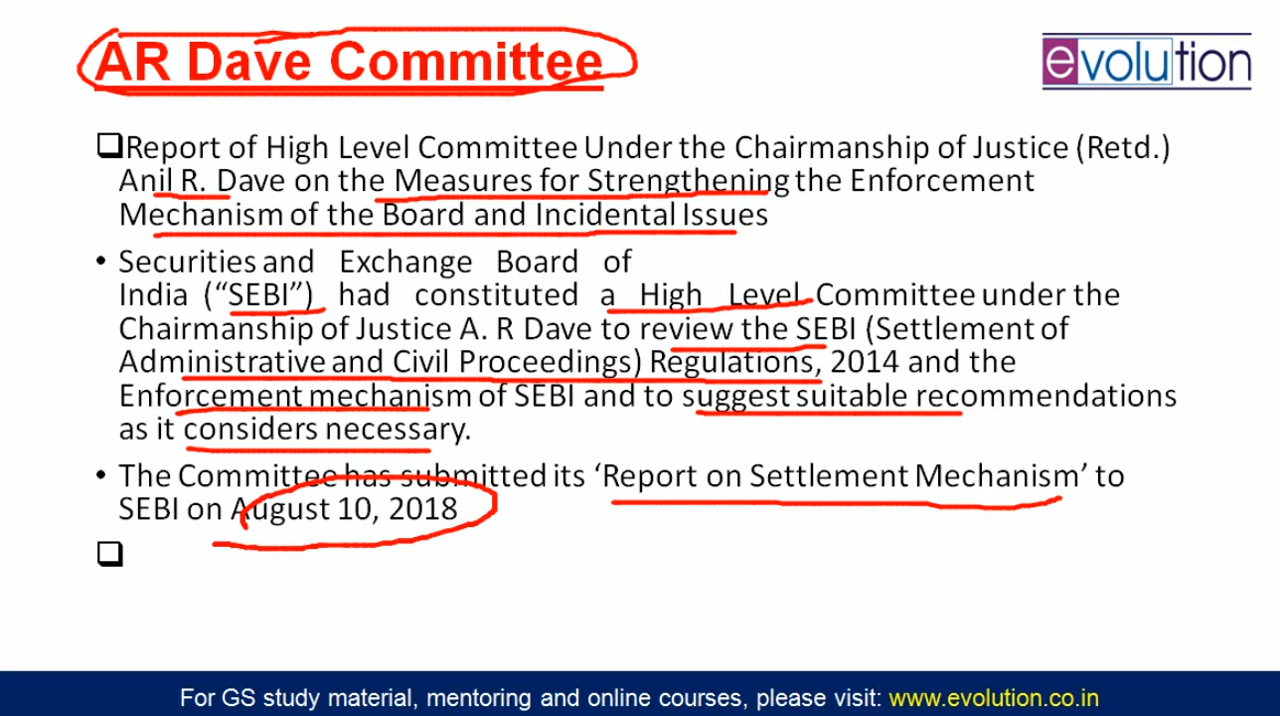 AR Dave Committee
evolution
❑Report of High Level Committee Under the Chairmanship of Justice (Retd.)
Anil R. Dave on the Measures for Strengthening the Enforcement
Mechanism of the Board and Incidental Issues
• Securities and Exchange Board of
India (“SEBI”) had constituted a High Level Committee under the
Chairmanship of Justice A. R Dave to review the SEBI (Settlement of
Administrative and Civil Proceedings) Regulations, 2014 and the
Enforcement mechanism of SEBI and to suggest suitable recommendations
as it considers necessary.
• The Committee has submitted its ‘Report on Settlement Mechanism’ to
SEBI on August 10, 2018
❑
For GS study material, mentoring and online courses, please visit: www.evolution.co.in